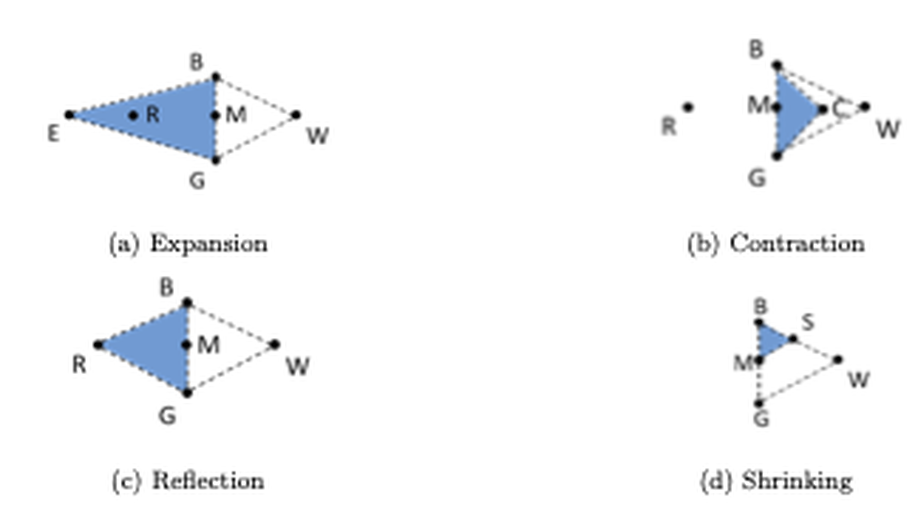 B
E R M W
G
(a) Expansion
B
R M C W
G
(b) Contraction
B
R M W
G
(c) Reflection
B S
M W
G
(d) Shrinking